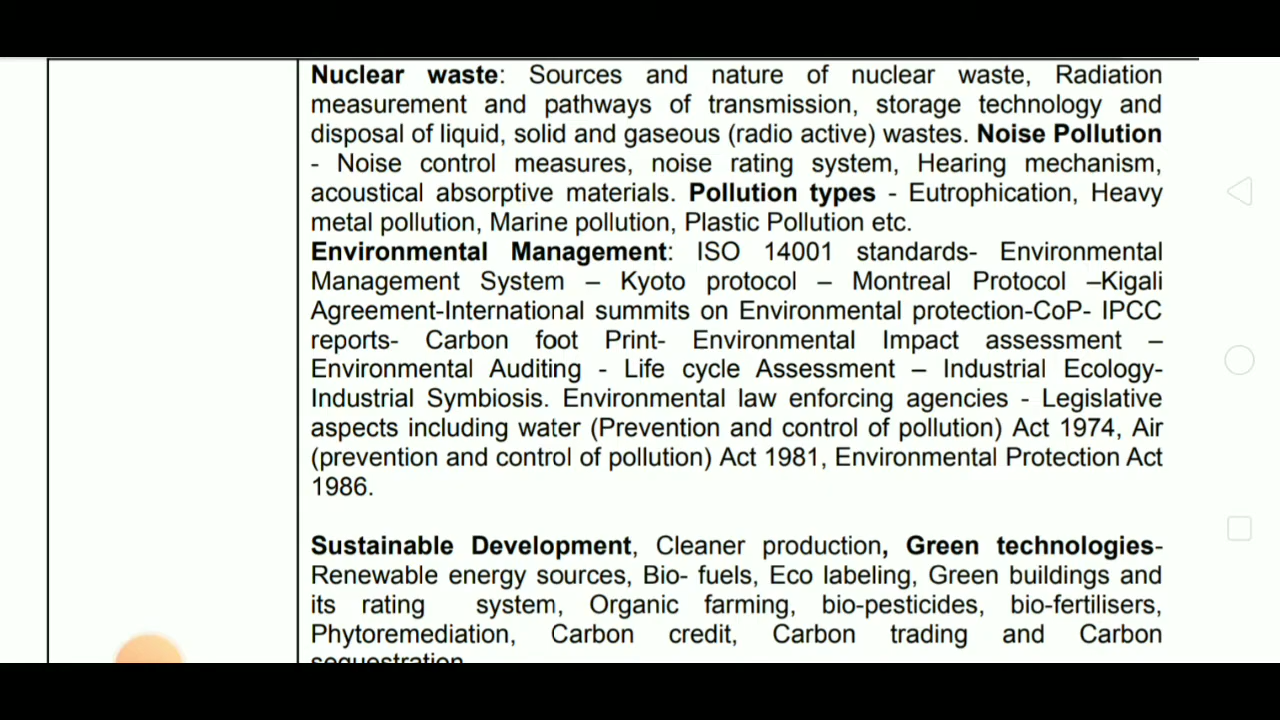 Nuclear waste: Sources and nature of nuclear waste, Radiation
measurement and pathways of transmission, storage technology and
disposal of liquid, solid and gaseous (radio active) wastes. Noise Pollution
- Noise control measures, noise rating system, Hearing mechanism,
acoustical absorptive materials. Pollution types - Eutrophication, Heavy
metal pollution, Marine pollution, Plastic Pollution etc.
Environmental Management: ISO 14001 standards- Environmental
Management System – Kyoto protocol – Montreal Protocol –Kigali
Agreement-International summits on Environmental protection-CoP- IPCC
reports- Carbon foot Print- Environmental Impact assessment –
Environmental Auditing - Life cycle Assessment – Industrial Ecology-
Industrial Symbiosis. Environmental law enforcing agencies - Legislative
aspects including water (Prevention and control of pollution) Act 1974, Air
(prevention and control of pollution) Act 1981, Environmental Protection Act
1986.
Sustainable Development, Cleaner production, Green technologies-
Renewable energy sources, Bio- fuels, Eco labeling, Green buildings and
its rating system, Organic farming, bio-pesticides, bio-fertilisers,
Phytoremediation, Carbon credit, Carbon trading and Carbon
sequestration